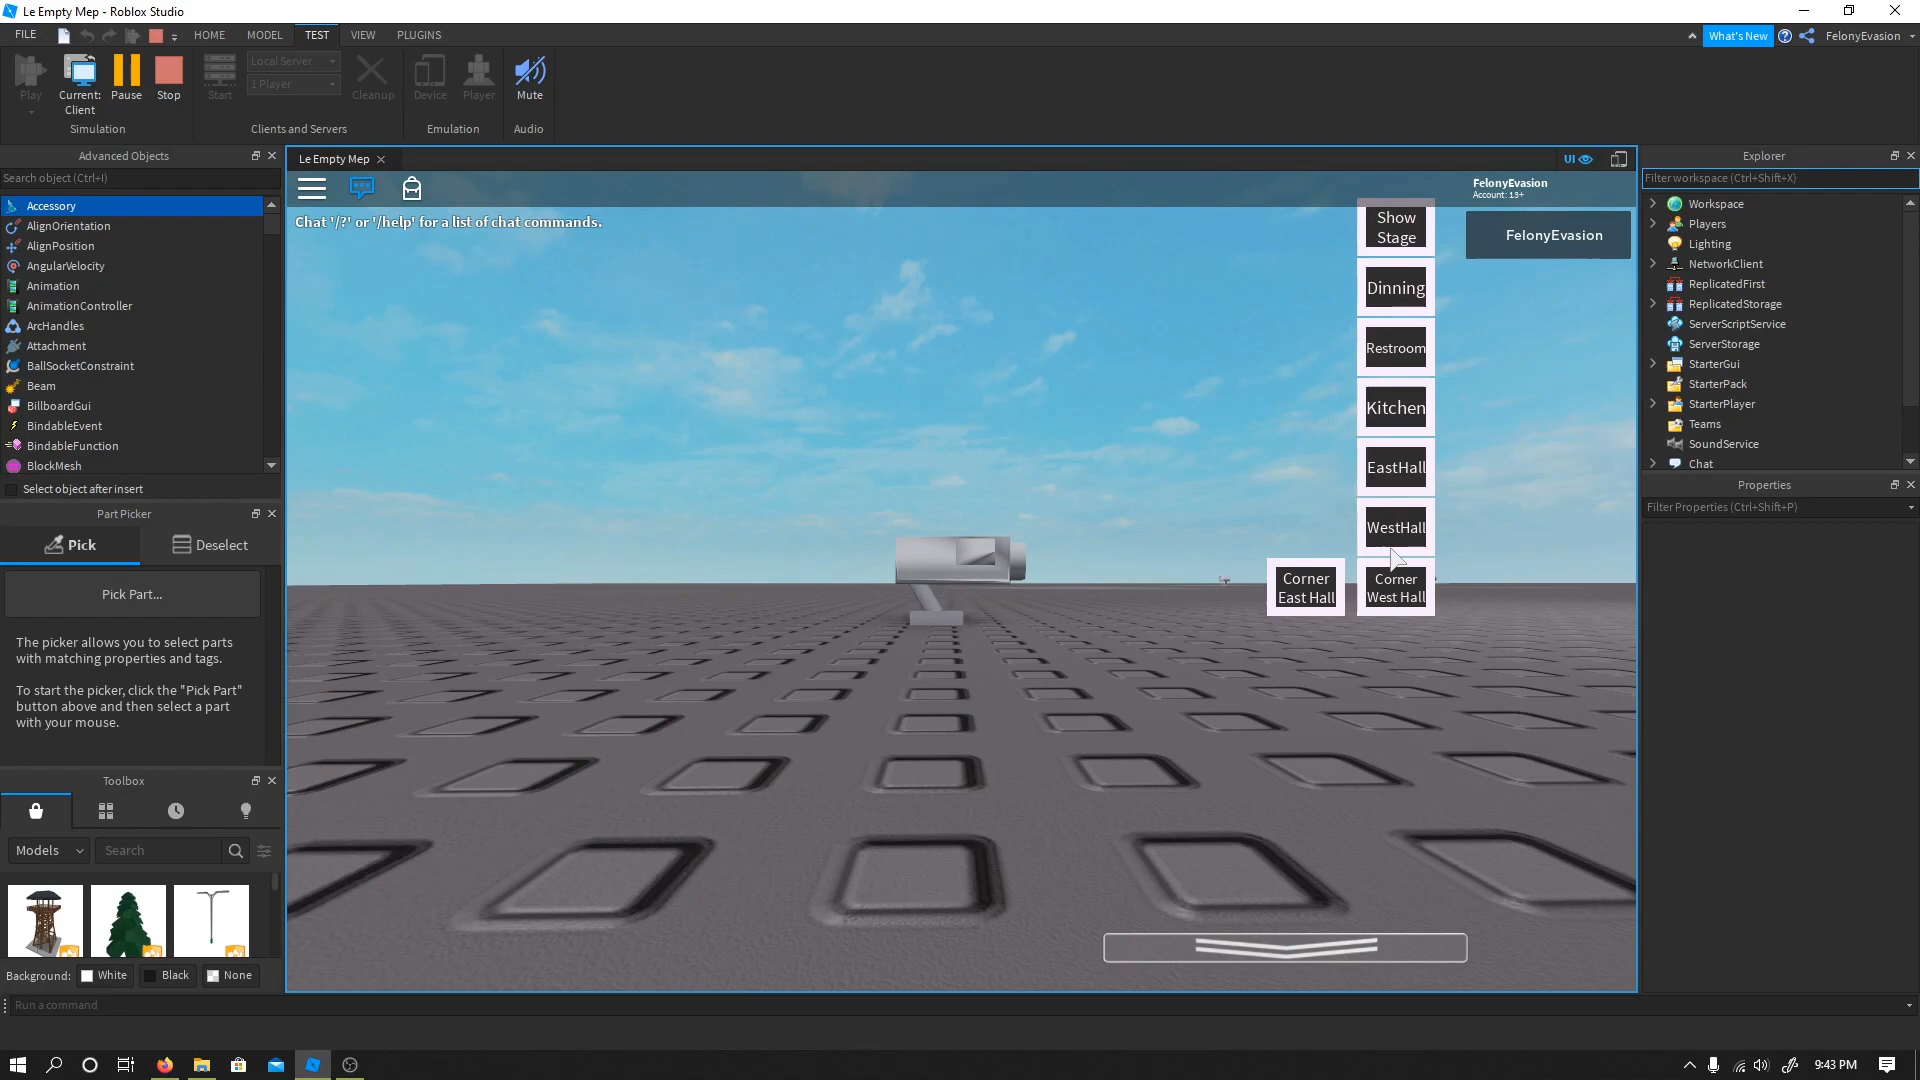 Le Empty Mep - Roblox Studio
FILE
HOME
MODEL
TEST
VIEW
PLUGINS
What's New
FelonyEvasion
Play
Current:
Client
Pause
Stop
Simulation
Start
Local Server
1 Player
Cleanup
Clients and Servers
Device
Player
Emulation
Mute
Audio
Advanced Objects
Search object (Ctrl+I)
Accessory
AlignOrientation
AlignPosition
AngularVelocity
Animation
AnimationController
ArcHandles
Attachment
BallSocketConstraint
Beam
BillboardGui
BindableEvent
BindableFunction
BlockMesh
Select object after insert
Part Picker
Pick
Deselect
Pick Part...
The picker allows you to select parts
with matching properties and tags.
To start the picker, click the "Pick Part"
button above and then select a part
with your mouse.
Toolbox
Models
Search
Background:
White
Black
None
Run a command
Le Empty Mep
UI
FelonyEvasion
Account: 13+
Chat '/?' or '/help' for a list of chat commands.
FelonyEvasion
Show
Stage
Dinning
Restroom
Kitchen
EastHall
WestHall
Corner
East Hall
Corner
West Hall
Explorer
Filter workspace (Ctrl+Shift+X)
Workspace
Players
Lighting
NetworkClient
ReplicatedFirst
ReplicatedStorage
ServerScriptService
ServerStorage
StarterGui
StarterPack
StarterPlayer
Teams
SoundService
Chat
Properties
Filter Properties (Ctrl+Shift+P)
9:43 PM